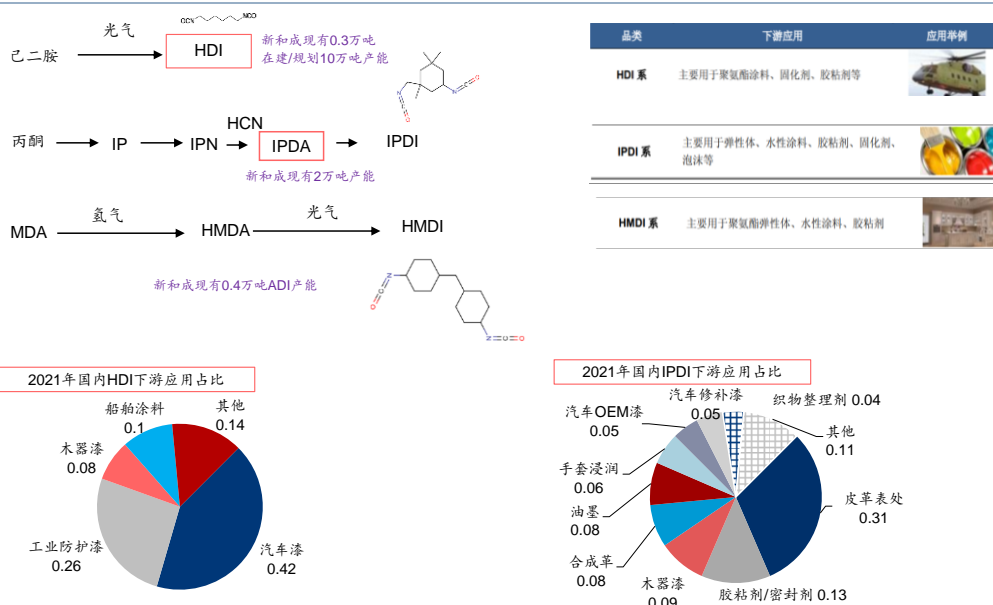 OCN
NCO
光气
己二胺
HDI
新和成现有0.3万吨
在建/规划10万吨产能
N
C
O
N
C
O
丙酮
IP
IPN
HCN
IPDA
IPDI
新和成现有2万吨产能
MDA
氢气
HMDA
光气
HMDI
新和成现有0.4万吨ADI产能
O
C
N
N
C
O
品类
下游应用
应用举例
HDI 系
主要用于聚氨酯涂料、固化剂、胶粘剂等
IPDI 系
主要用于弹性体、水性涂料、胶粘剂、固化剂、
泡沫等
HMDI 系
主要用于聚氨酯弹性体、水性涂料、胶粘剂
2021年国内HDI下游应用占比
船舶涂料
0.1
其他
0.14
木器漆
0.08
工业防护漆
0.26
汽车漆
0.42
2021年国内IPDI下游应用占比
汽车修补漆
0.05
织物整理剂 0.04
汽车OEM漆
0.05
其他
0.11
手套浸润
0.06
皮革表处
0.31
油墨
0.08
合成革
0.08
木器漆
0.09
胶粘剂/密封剂 0.13